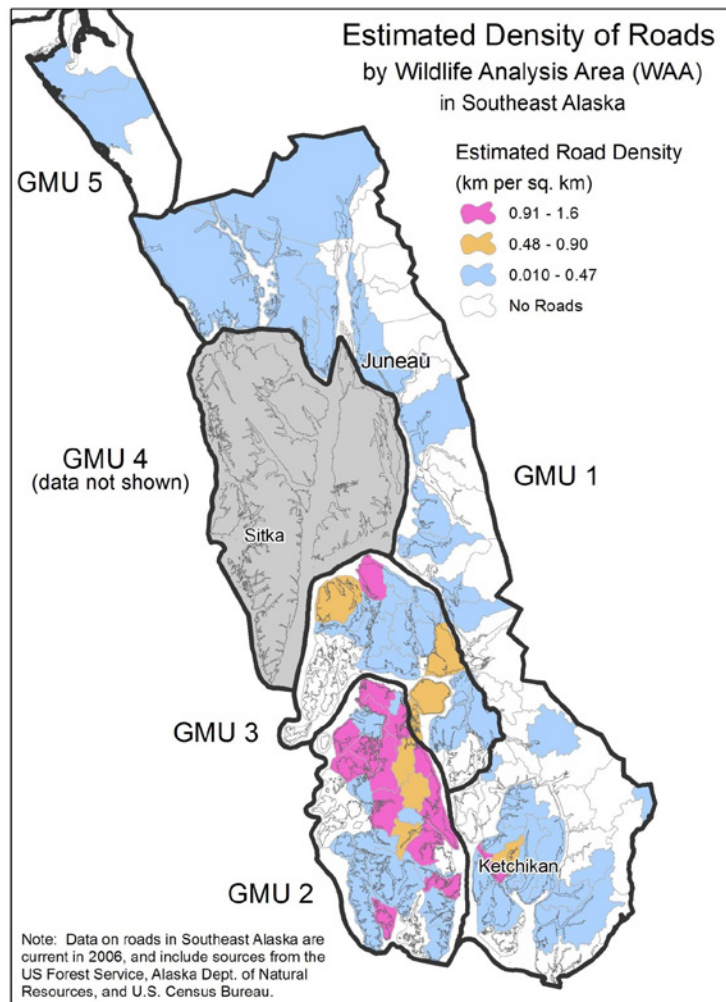 Estimated Density of Roads
by Wildlife Analysis Area (WAA)
in Southeast Alaska
Estimated Road Density
(km per sq. km)
0.91 - 1.6
0.48 - 0.90
0.010 - 0.47
No Roads
GMU 5
Juneau
GMU 4
(data not shown)
GMU 1
Sitka
GMU 3
Ketchikan
GMU 2
Note: Data on roads in Southeast Alaska are
current in 2006, and include sources from the
US Forest Service, Alaska Dept. of Natural
Resources, and U.S. Census Bureau.